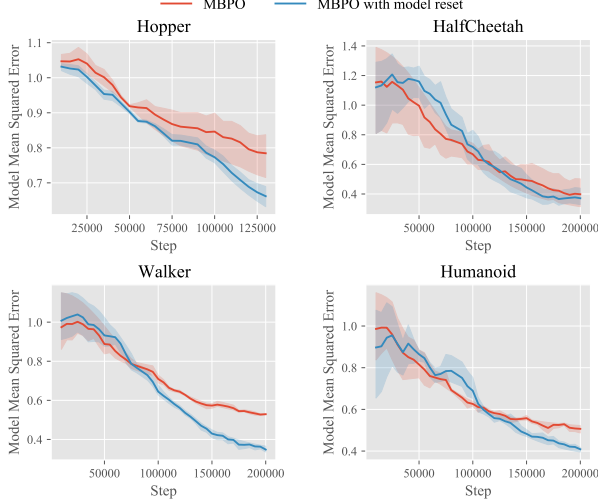 MBPO MBPO with model reset
Hopper
HalfCheetah
Model Mean Squared Error
1.1
1.0
0.9
0.8
0.7
25000 50000 75000 100000 125000
Step
Model Mean Squared Error
1.4
1.2
1.0
0.8
0.6
0.4
50000 100000 150000 200000
Step
Walker
Humanoid
Model Mean Squared Error
1.0
0.8
0.6
0.4
50000 100000 150000 200000
Step
Model Mean Squared Error
1.0
0.8
0.6
0.4
50000 100000 150000 200000
Step